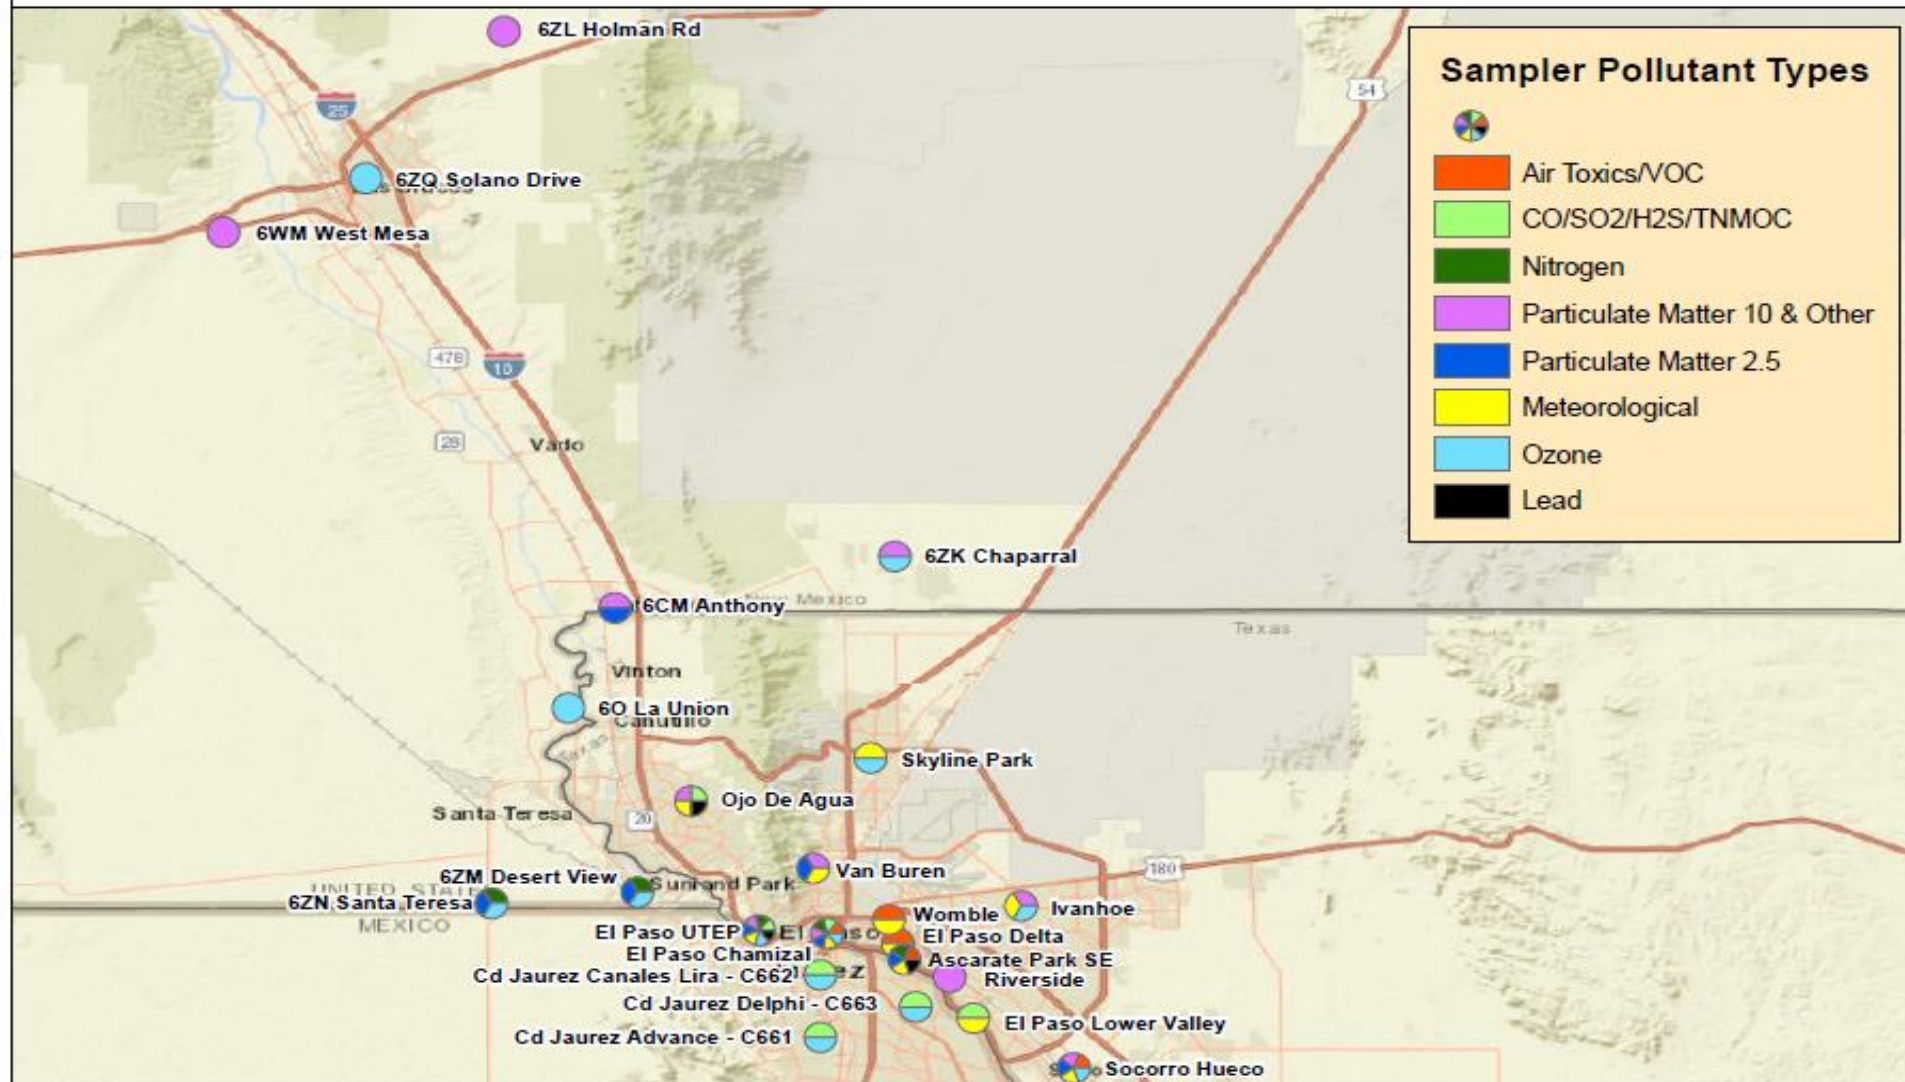 6ZL Holman Rd
Sampler Pollutant Types
54
25
Air Toxics/VOC
6ZQ Solano Drive
CO/SO2/H2S/TNMOC
6WM West Mesa
Nitrogen
Particulate Matter 10 & Other
478
10
Particulate Matter 2.5
Meteorological
28
Vado
Ozone
Lead
6ZK Chaparral
6CM Anthony
New Mexico
Texas
Vinton
6O La Union
Canutillo
Texas
Skyline Park
Ojo De Agua
Santa Teresa
20
180
Van Buren
6ZM Desert View
Sunland Park
UNITED STATE
6ZN Santa Teresa
MEXICO
Ivanhoe
Womble
El Paso UTEP
El Paso
El Paso Delta
El Paso Chamizal
Ascarate Park SE
Cd Jaurez Canales Lira - C662
Riverside
Cd Jaurez Delphi - C663
El Paso Lower Valley
Cd Jaurez Advance - C661
Socorro Hueco